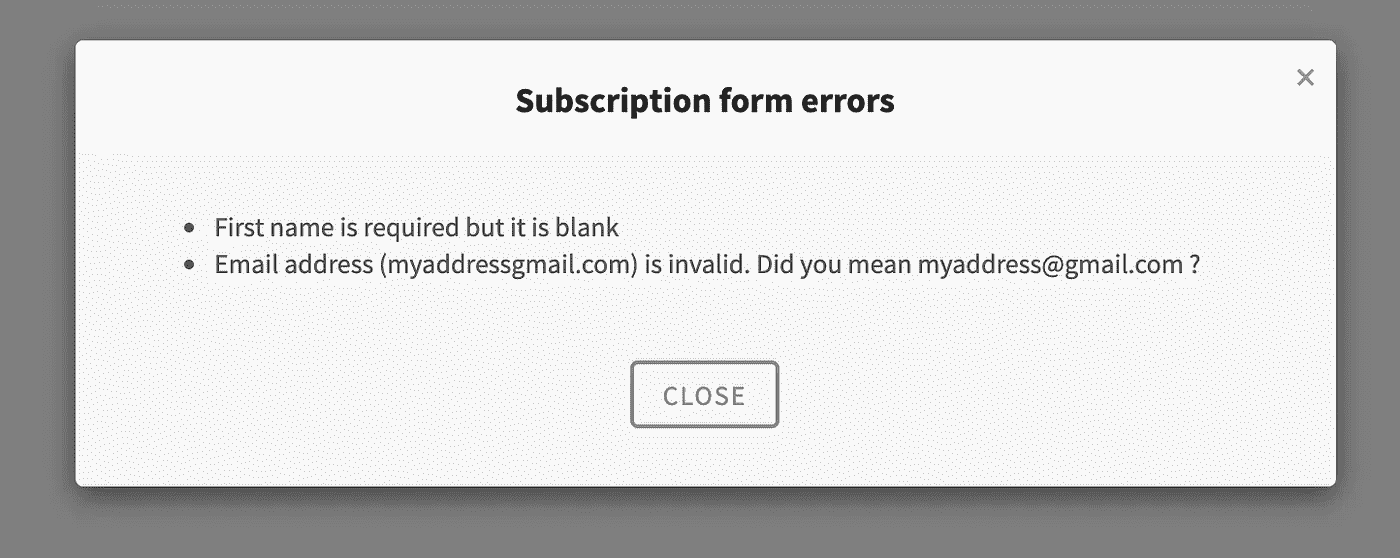 Subscription form errors
×
• First name is required but it is blank
• Email address (myaddressgmail.com) is invalid. Did you mean myaddress@gmail.com ?
CLOSE